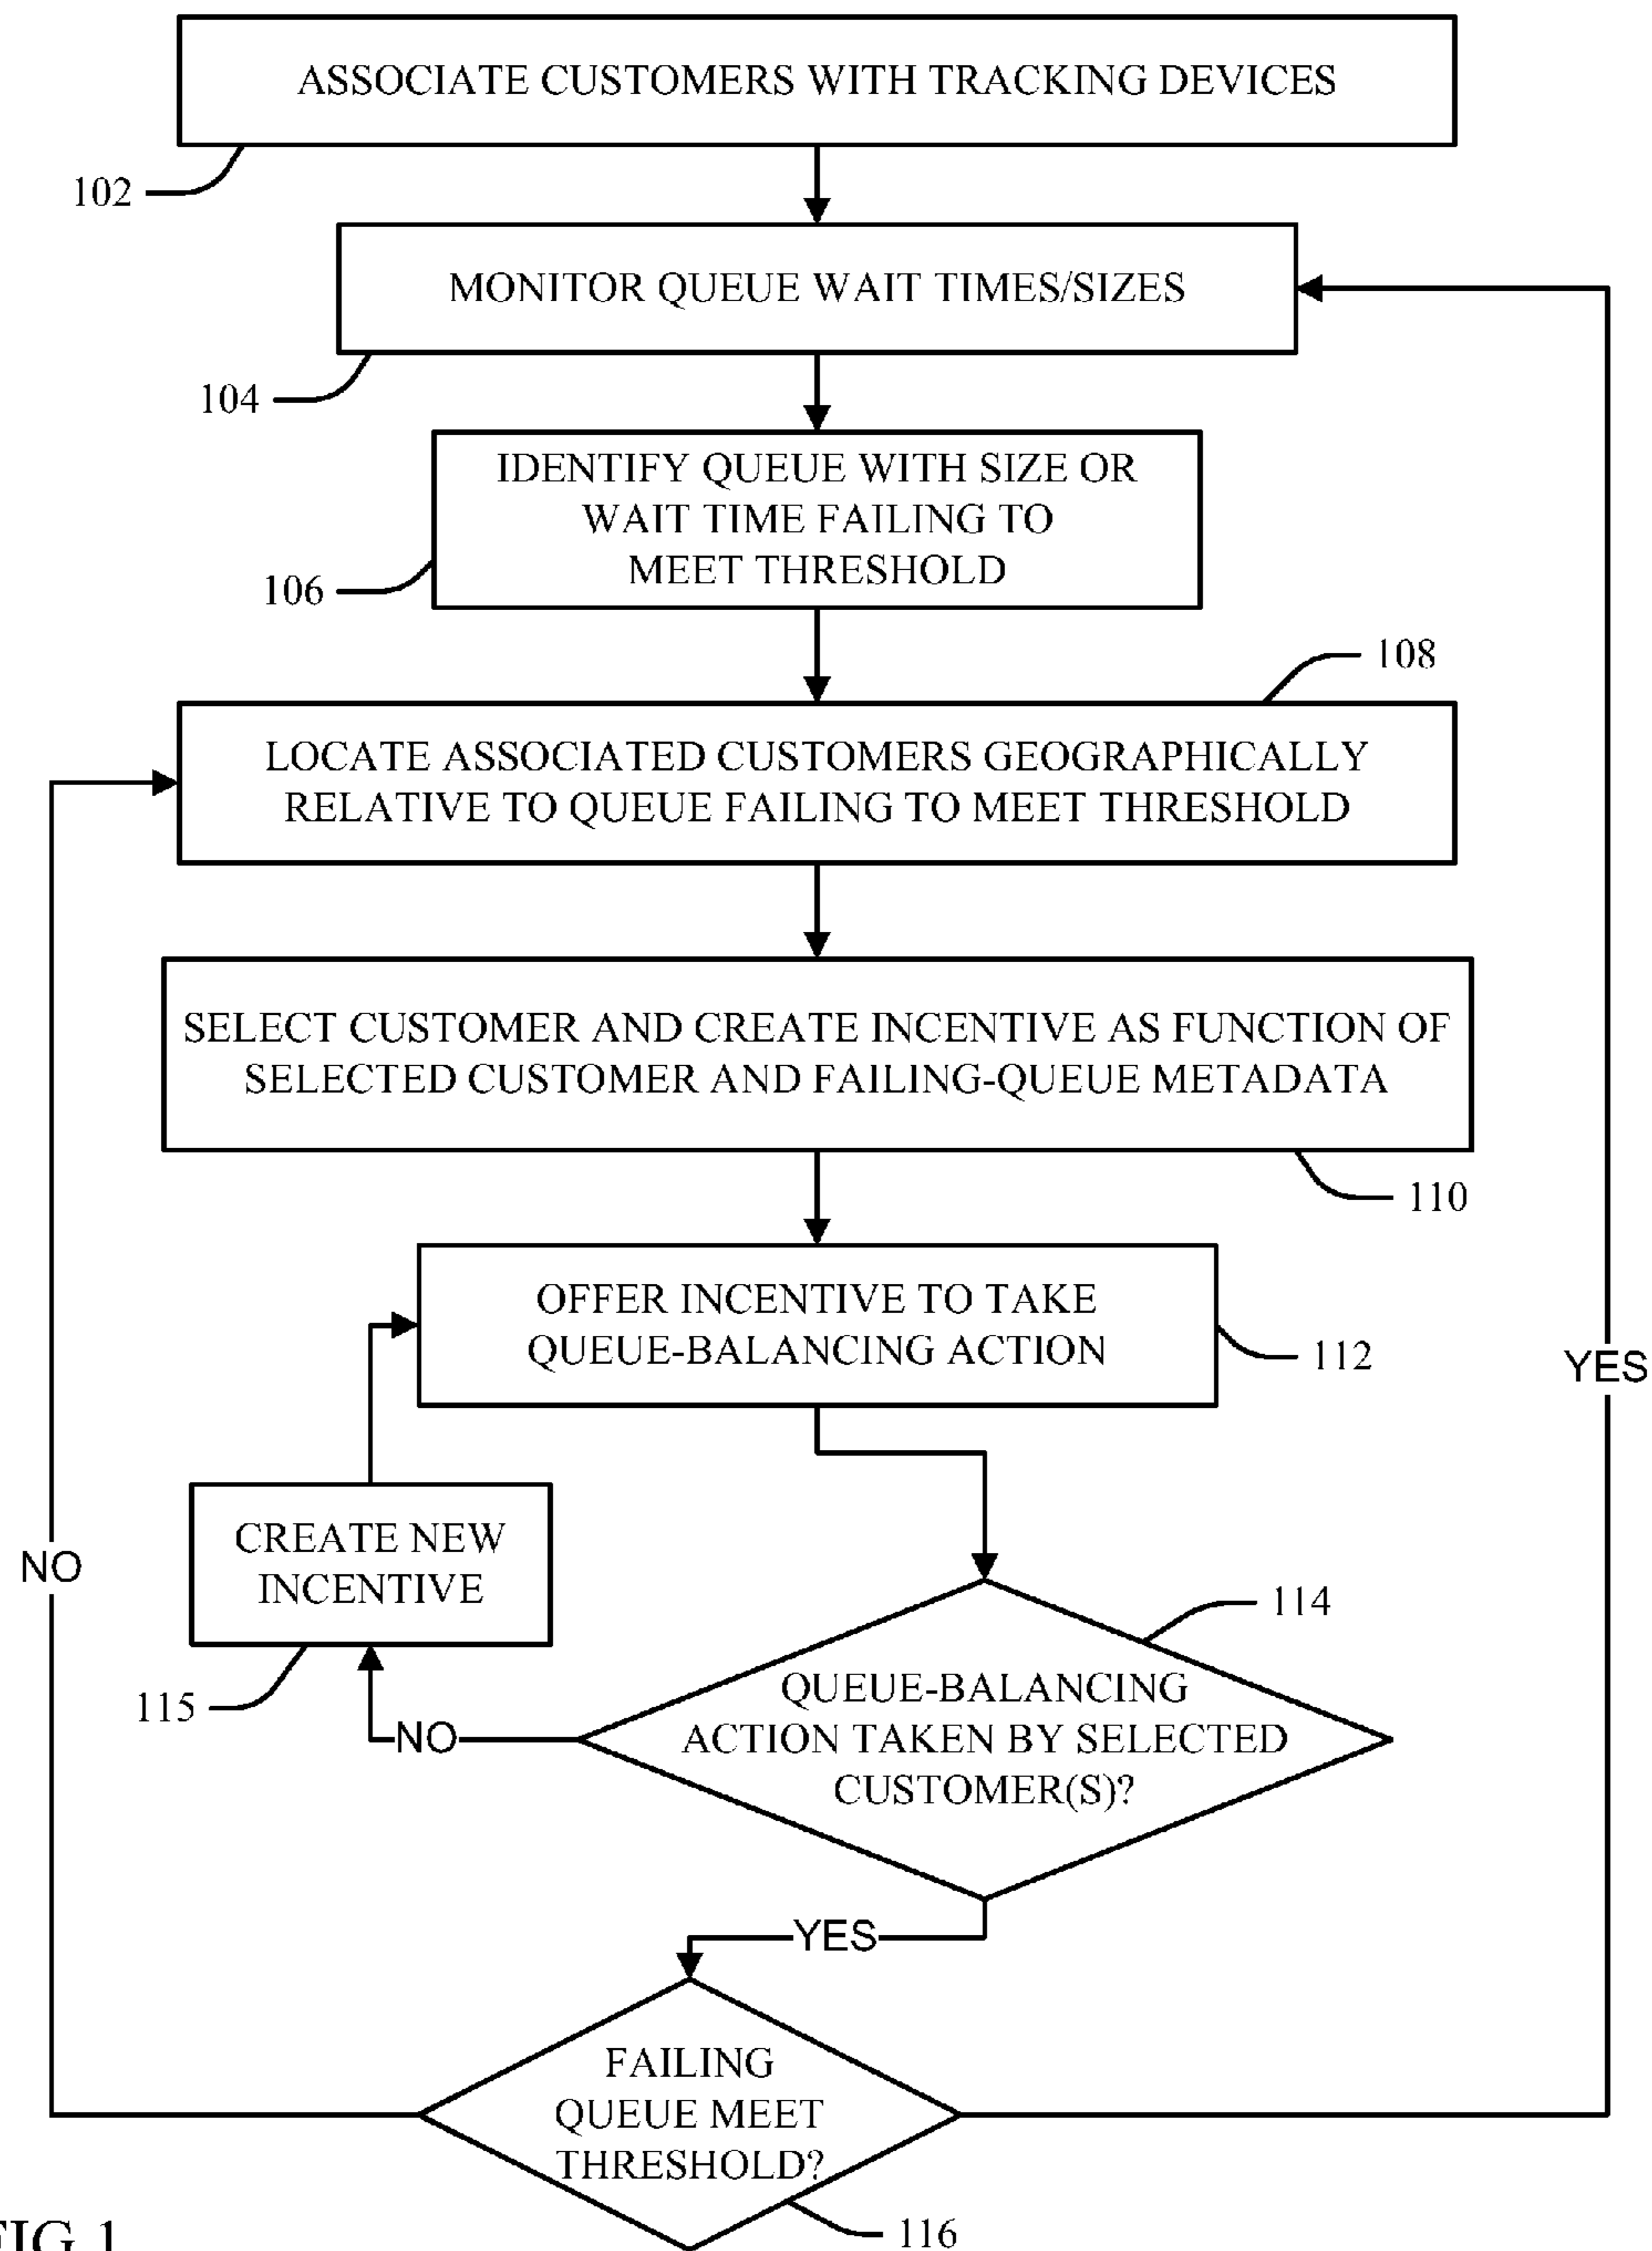 ASSOCIATE CUSTOMERS WITH TRACKING DEVICES
102
MONITOR QUEUE WAIT TIMES/SIZES
104
IDENTIFY QUEUE WITH SIZE OR
WAIT TIME FAILING TO
MEET THRESHOLD
106
108
LOCATE ASSOCIATED CUSTOMERS GEOGRAPHICALLY
RELATIVE TO QUEUE FAILING TO MEET THRESHOLD
SELECT CUSTOMER AND CREATE INCENTIVE AS FUNCTION OF
SELECTED CUSTOMER AND FAILING-QUEUE METADATA
110
OFFER INCENTIVE TO TAKE
QUEUE-BALANCING ACTION
112
YES
CREATE NEW
INCENTIVE
NO
115
114
QUEUE-BALANCING
ACTION TAKEN BY SELECTED
CUSTOMER(S)?
NO
YES
FAILING
QUEUE MEET
THRESHOLD?
116
FIG 1